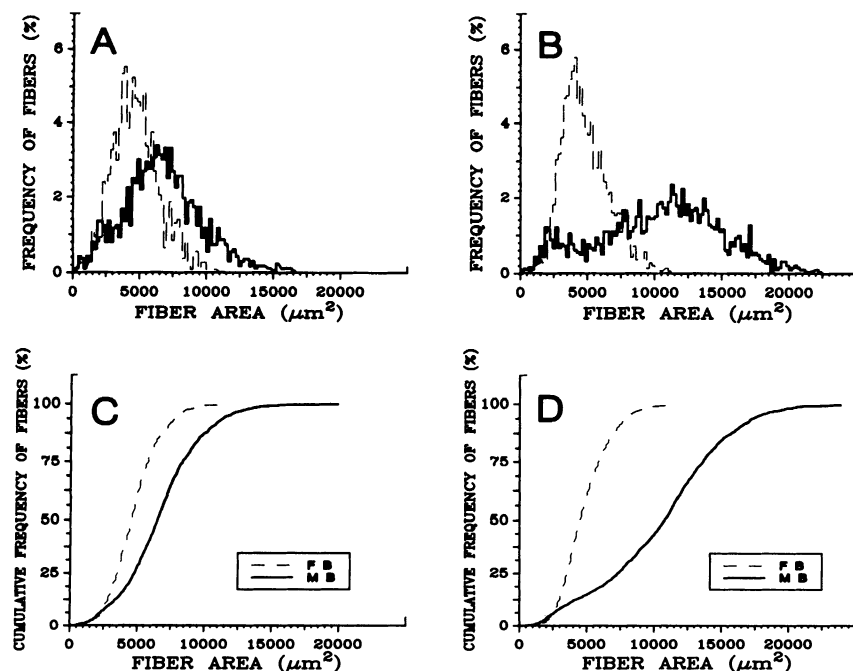 A
FREQUENCY OF FIBERS (%)
6
4
2
0
0 5000 10000 15000 20000
FIBER AREA (μm²)
B
FREQUENCY OF FIBERS (%)
6
4
2
0
0 5000 10000 15000 20000
FIBER AREA (μm²)
C
CUMULATIVE FREQUENCY OF FIBERS (%)
100
75
50
25
0
0 5000 10000 15000 20000
FIBER AREA (μm²)
F B
M B
D
CUMULATIVE FREQUENCY OF FIBERS (%)
100
75
50
25
0
0 5000 10000 15000 20000
FIBER AREA (μm²)
F B
M B